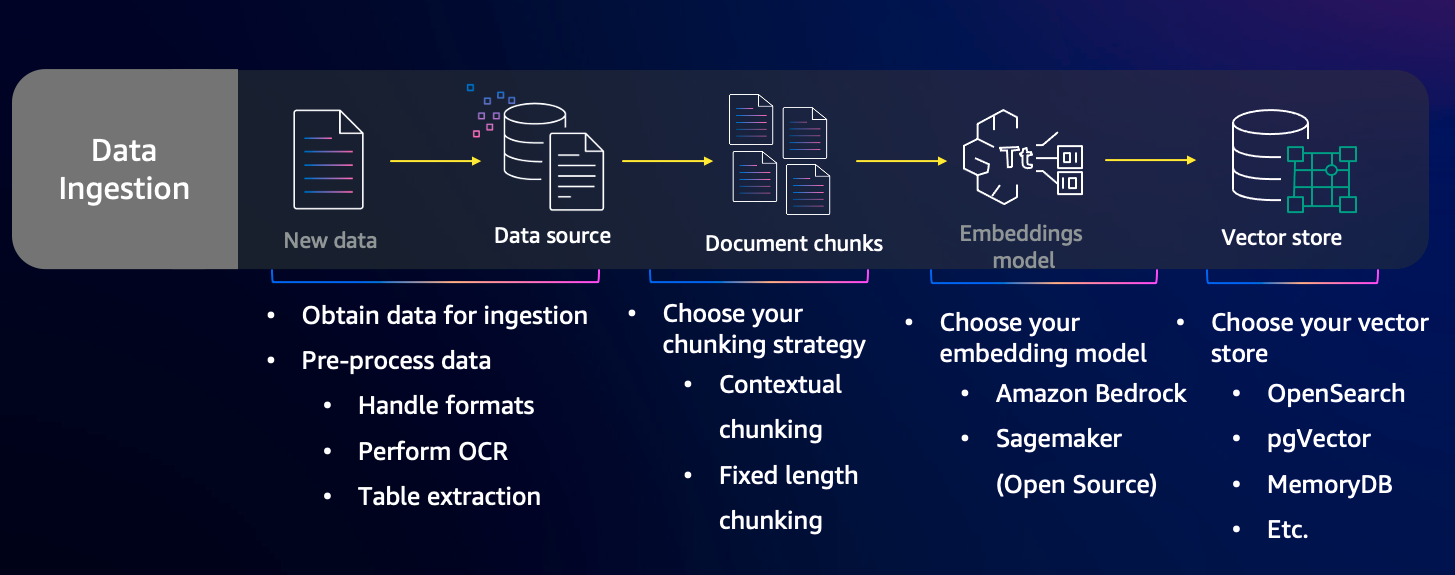 Data
Ingestion
New data
Data source
Document chunks
Tt
Embeddings
model
Vector store
• Obtain data for ingestion
• Pre-process data
• Handle formats
• Perform OCR
• Table extraction
• Choose your
chunking strategy
• Contextual
chunking
• Fixed length
chunking
• Choose your
embedding model
• Amazon Bedrock
• Sagemaker
(Open Source)
• Choose your vector
store
• OpenSearch
• pgVector
• MemoryDB
• Etc.